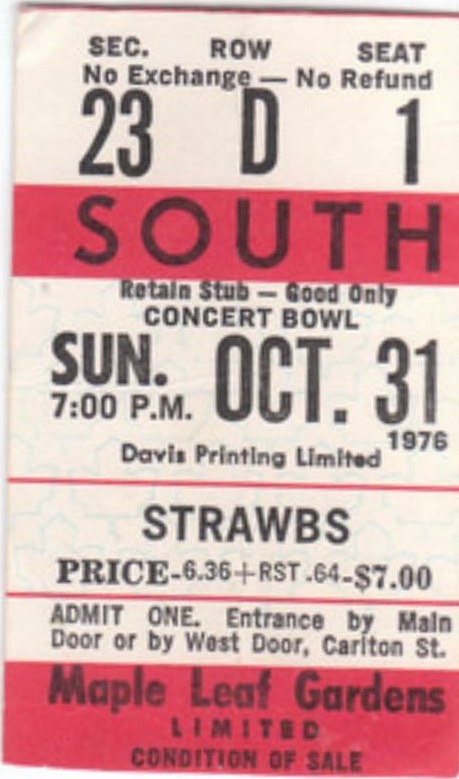 SEC. ROW SEAT
No Exchange — No Refund
23 D 1
SOUTH
Retain Stub — Good Only
CONCERT BOWL
SUN. OCT. 31
7:00 P.M. 1976
Davis Printing Limited
STRAWBS
PRICE-6.36+RST .64-$7.00
ADMIT ONE. Entrance by Main
Door or by West Door, Carlton St.
Maple Leaf Gardens
LIMITED
CONDITION OF SALE